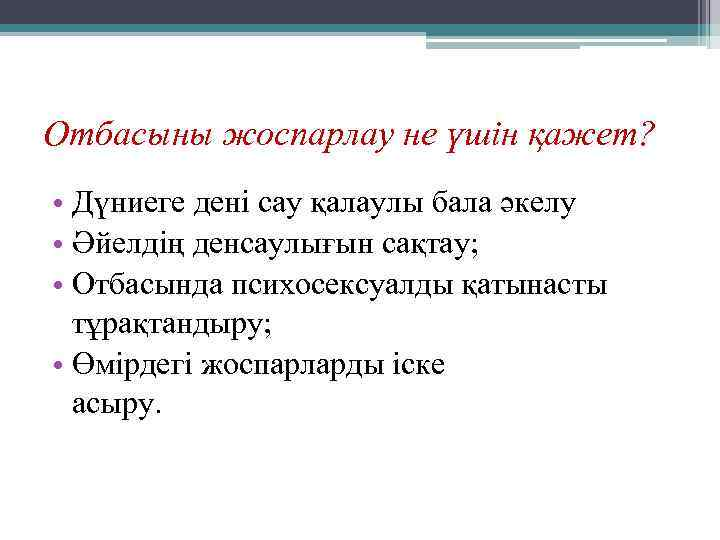 Отбасыны жоспарлау не үшін қажет?
• Дүниеге дені сау қалаулы бала әкелу
• Әйелдің денсаулығын сақтау;
• Отбасында психосексуалды қатынасты
тұрақтандыру;
• Өмірдегі жоспарларды іске
асыру.